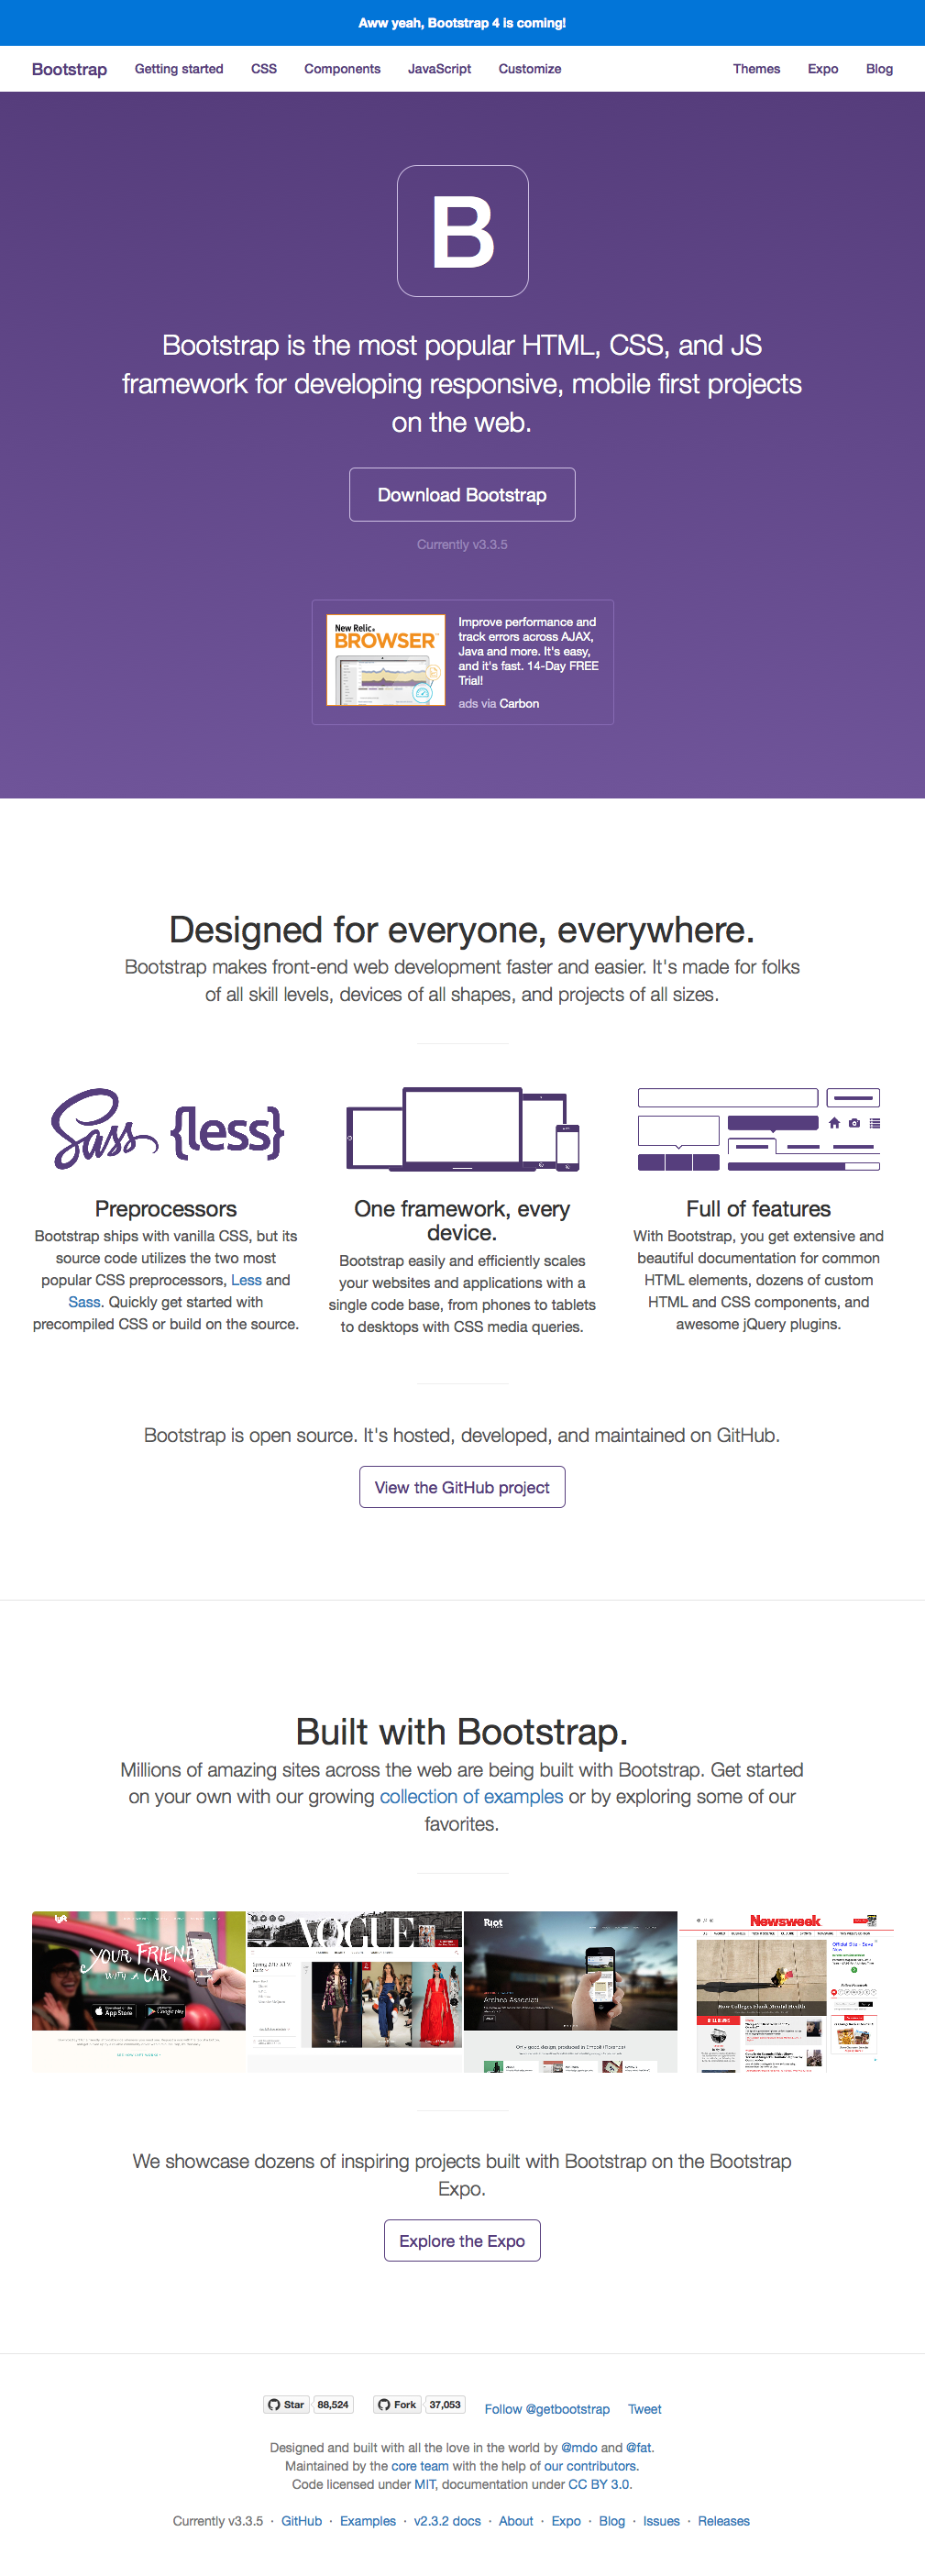 Aww yeah, Bootstrap 4 is coming!
Bootstrap Getting started CSS Components JavaScript Customize Themes Expo Blog
B
Bootstrap is the most popular HTML, CSS, and JS
framework for developing responsive, mobile first projects
on the web.
Download Bootstrap
Currently v3.3.5
New Relic.
BROWSER™
Improve performance and
track errors across AJAX,
Java and more. It's easy,
and it's fast. 14-Day FREE
Trial!
ads via Carbon
Designed for everyone, everywhere.
Bootstrap makes front-end web development faster and easier. It's made for folks
of all skill levels, devices of all shapes, and projects of all sizes.
Sass {less}
Preprocessors
Bootstrap ships with vanilla CSS, but its
source code utilizes the two most
popular CSS preprocessors, Less and
Sass. Quickly get started with
precompiled CSS or build on the source.
One framework, every
device.
Bootstrap easily and efficiently scales
your websites and applications with a
single code base, from phones to tablets
to desktops with CSS media queries.
Full of features
With Bootstrap, you get extensive and
beautiful documentation for common
HTML elements, dozens of custom
HTML and CSS components, and
awesome jQuery plugins.
Bootstrap is open source. It's hosted, developed, and maintained on GitHub.
View the GitHub project
Built with Bootstrap.
Millions of amazing sites across the web are being built with Bootstrap. Get started
on your own with our growing collection of examples or by exploring some of our
favorites.
lyft
YOUR FRIEND
WITH A CAR
App Store
Google play
VOGUE
Riot
Newsweek
How Colleges Flunk Mental Health
We showcase dozens of inspiring projects built with Bootstrap on the Bootstrap
Expo.
Explore the Expo
Star 88,524 Fork 37,053 Follow @getbootstrap Tweet
Designed and built with all the love in the world by @mdo and @fat.
Maintained by the core team with the help of our contributors.
Code licensed under MIT, documentation under CC BY 3.0.
Currently v3.3.5 · GitHub · Examples · v2.3.2 docs · About · Expo · Blog · Issues · Releases